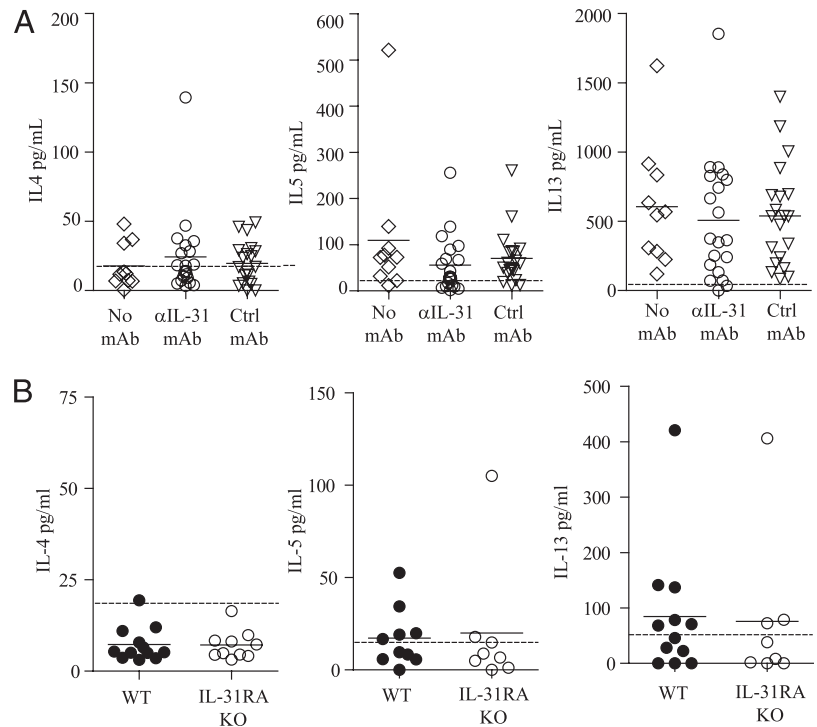 A
IL4 pg/mL
200
150
100
50
0
No
mAb
αIL-31
mAb
Ctrl
mAb
IL5 pg/mL
600
500
400
300
200
100
0
No
mAb
αIL-31
mAb
Ctrl
mAb
IL13 pg/mL
2000
1500
1000
500
0
No
mAb
αIL-31
mAb
Ctrl
mAb
B
IL-4 pg/ml
75
50
25
0
WT
IL-31RA
KO
IL-5 pg/ml
150
100
50
0
WT
IL-31RA
KO
IL-13 pg/ml
500
400
300
200
100
0
WT
IL-31RA
KO